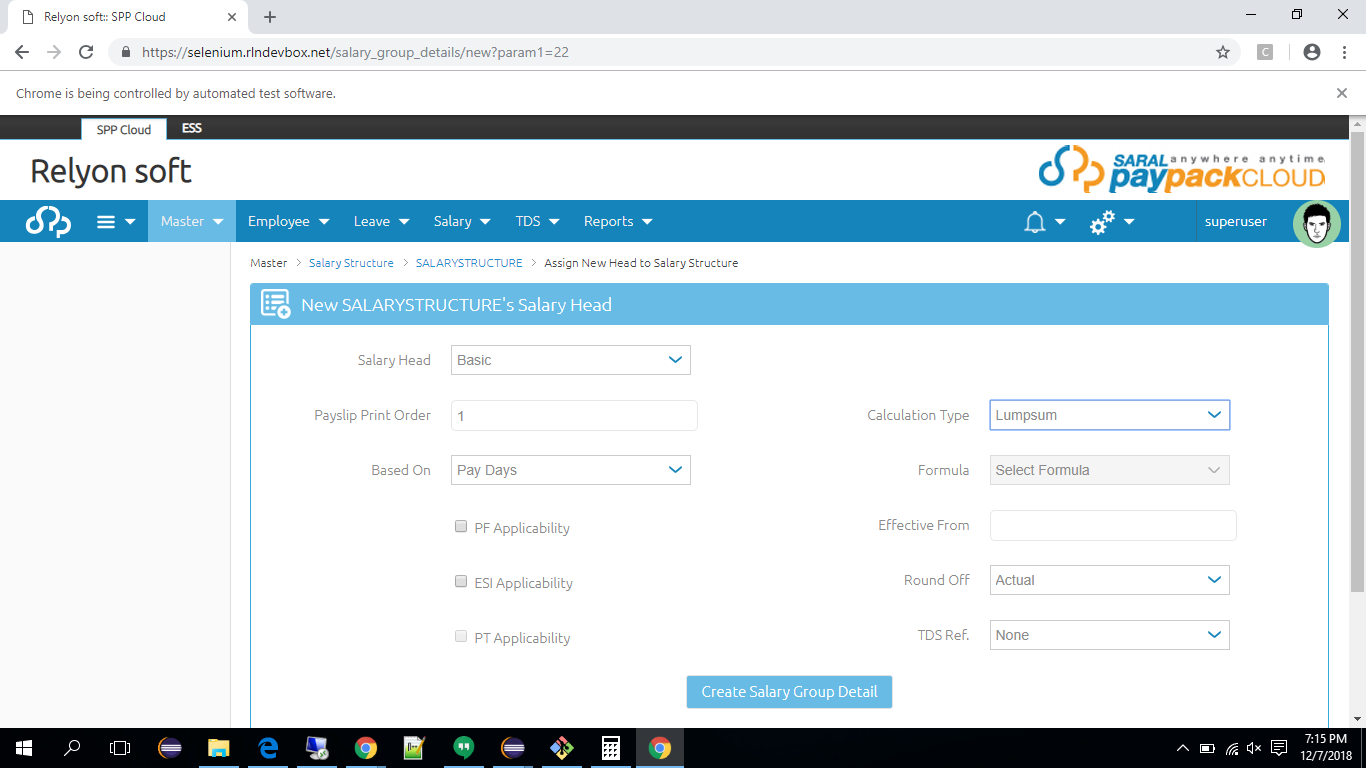 Relyon soft:: SPP Cloud
https://selenium.rlndevbox.net/salary_group_details/new?param1=22
C
Chrome is being controlled by automated test software.
SPP Cloud
ESS
Relyon soft
SARAL anywhere anytime
paypackCLOUD
Master
Employee
Leave
Salary
TDS
Reports
superuser
Master > Salary Structure > SALARYSTRUCTURE > Assign New Head to Salary Structure
New SALARYSTRUCTURE's Salary Head
Salary Head
Basic
Payslip Print Order
1
Calculation Type
Lumpsum
Based On
Pay Days
Formula
Select Formula
PF Applicability
Effective From
ESI Applicability
Round Off
Actual
PT Applicability
TDS Ref.
None
Create Salary Group Detail
7:15 PM
12/7/2018